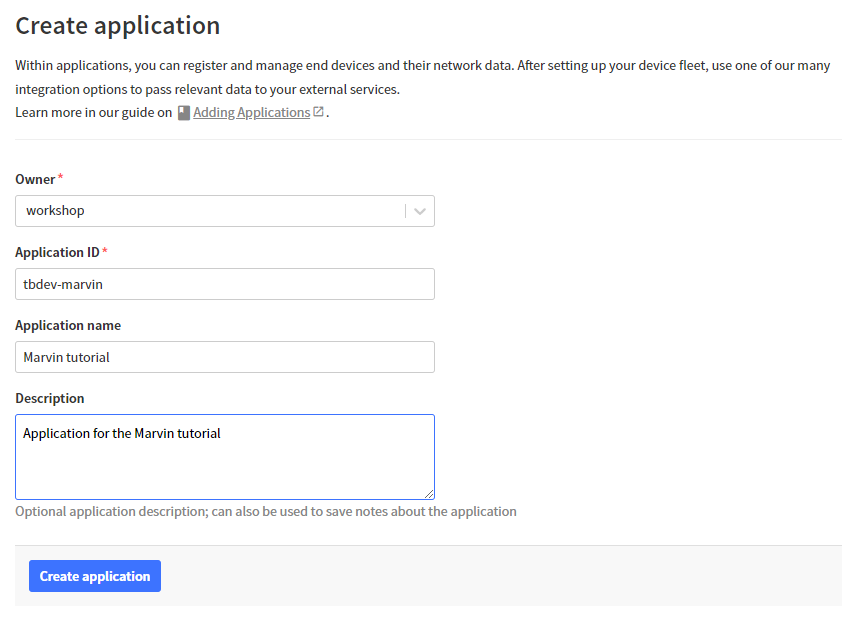 Create application
Within applications, you can register and manage end devices and their network data. After setting up your device fleet, use one of our many
integration options to pass relevant data to your external services.
Learn more in our guide on Adding Applications.
Owner*
workshop
Application ID*
tbdev-marvin
Application name
Marvin tutorial
Description
Application for the Marvin tutorial
Optional application description; can also be used to save notes about the application
Create application